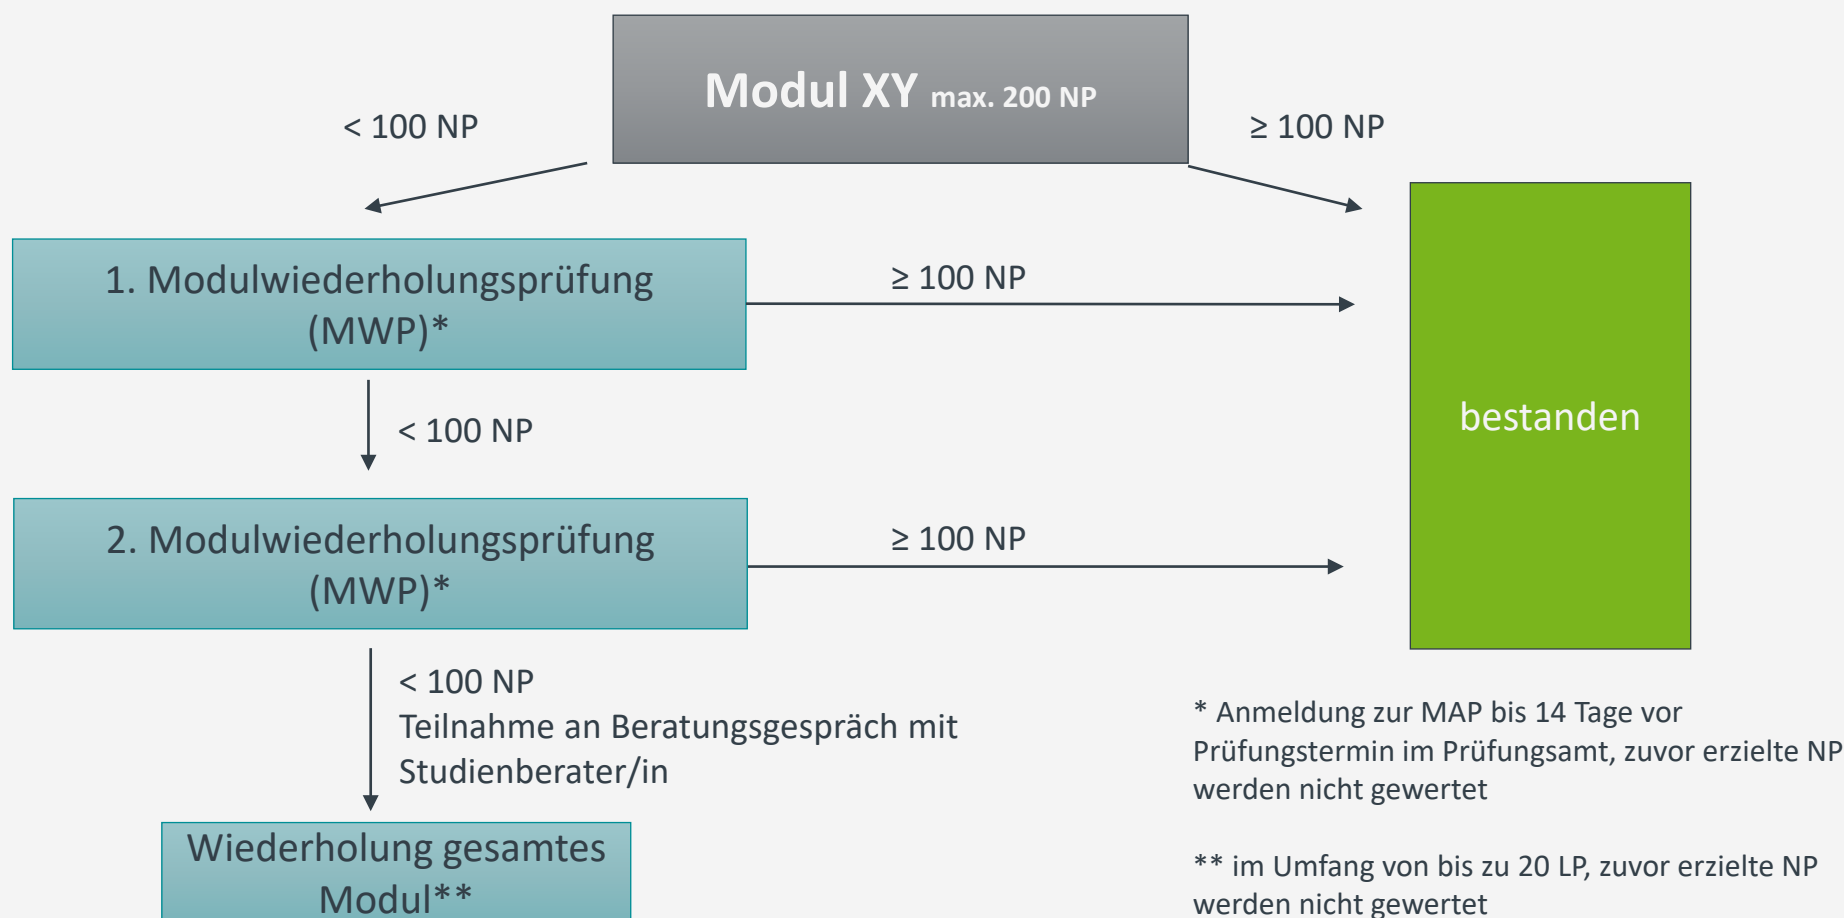 Modul XY max. 200 NP
< 100 NP
≥ 100 NP
1. Modulwiederholungsprüfung
(MWP)*
≥ 100 NP
bestanden
< 100 NP
2. Modulwiederholungsprüfung
(MWP)*
≥ 100 NP
< 100 NP
Teilnahme an Beratungsgespräch mit
Studienberater/in
* Anmeldung zur MAP bis 14 Tage vor
Prüfungstermin im Prüfungsamt, zuvor erzielte NP
werden nicht gewertet
Wiederholung gesamtes
Modul**
** im Umfang von bis zu 20 LP, zuvor erzielte NP
werden nicht gewertet